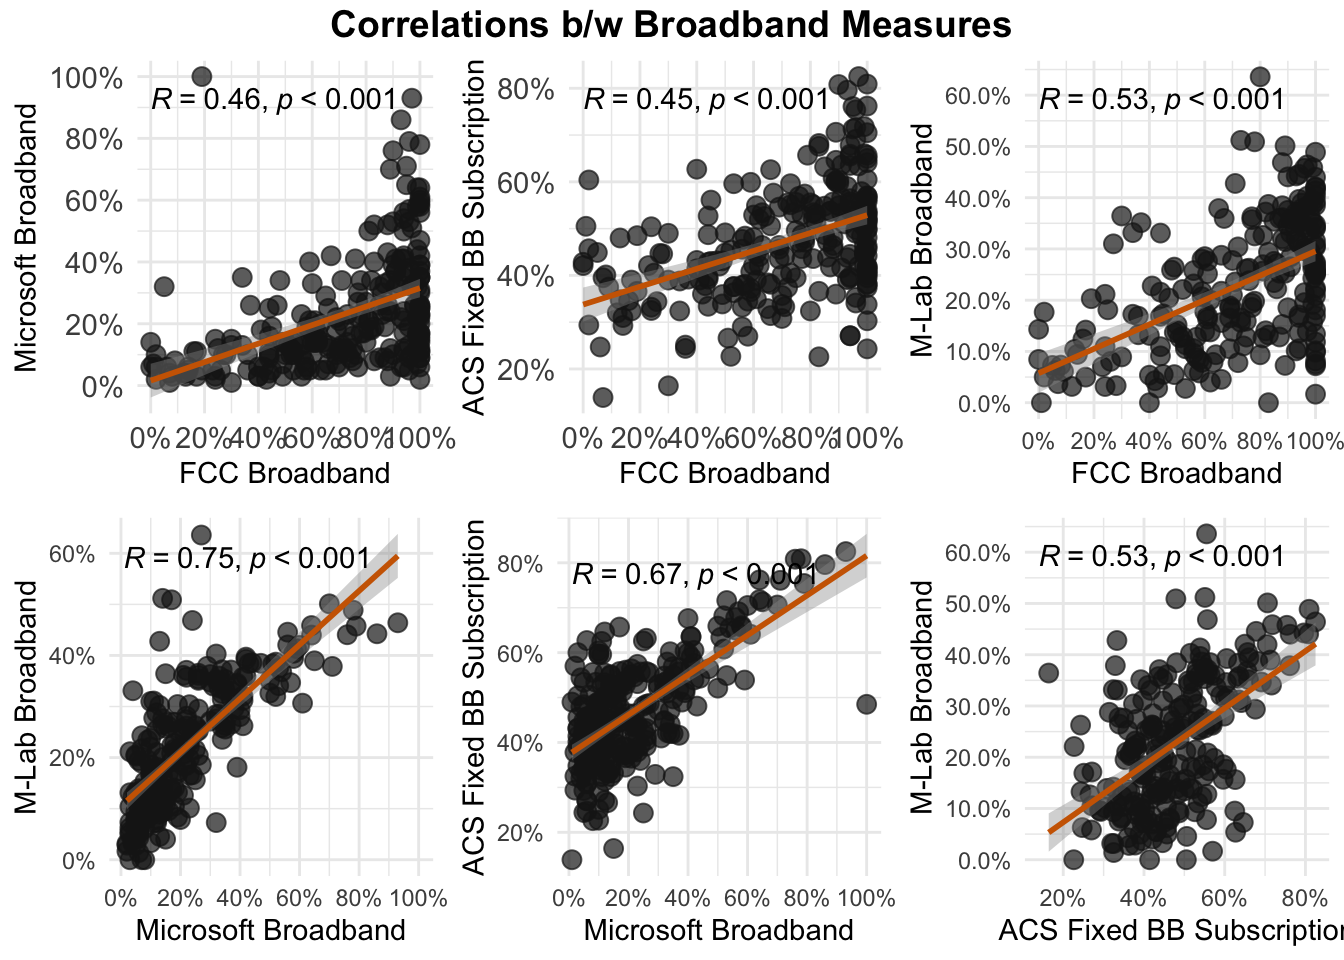 Correlations b/w Broadband Measures
Microsoft Broadband
100%
80%
60%
40%
20%
0%
R = 0.46, p < 0.001
0% 20% 40% 60% 80% 100%
FCC Broadband
ACS Fixed BB Subscription
80%
60%
40%
20%
R = 0.45, p < 0.001
0% 20% 40% 60% 80% 100%
FCC Broadband
M-Lab Broadband
60.0%
50.0%
40.0%
30.0%
20.0%
10.0%
0.0%
R = 0.53, p < 0.001
0% 20% 40% 60% 80% 100%
FCC Broadband
M-Lab Broadband
60%
40%
20%
0%
R = 0.75, p < 0.001
0% 20% 40% 60% 80% 100%
Microsoft Broadband
ACS Fixed BB Subscription
80%
60%
40%
20%
R = 0.67, p < 0.001
0% 20% 40% 60% 80% 100%
Microsoft Broadband
M-Lab Broadband
60.0%
50.0%
40.0%
30.0%
20.0%
10.0%
0.0%
R = 0.53, p < 0.001
20% 40% 60% 80%
ACS Fixed BB Subscription